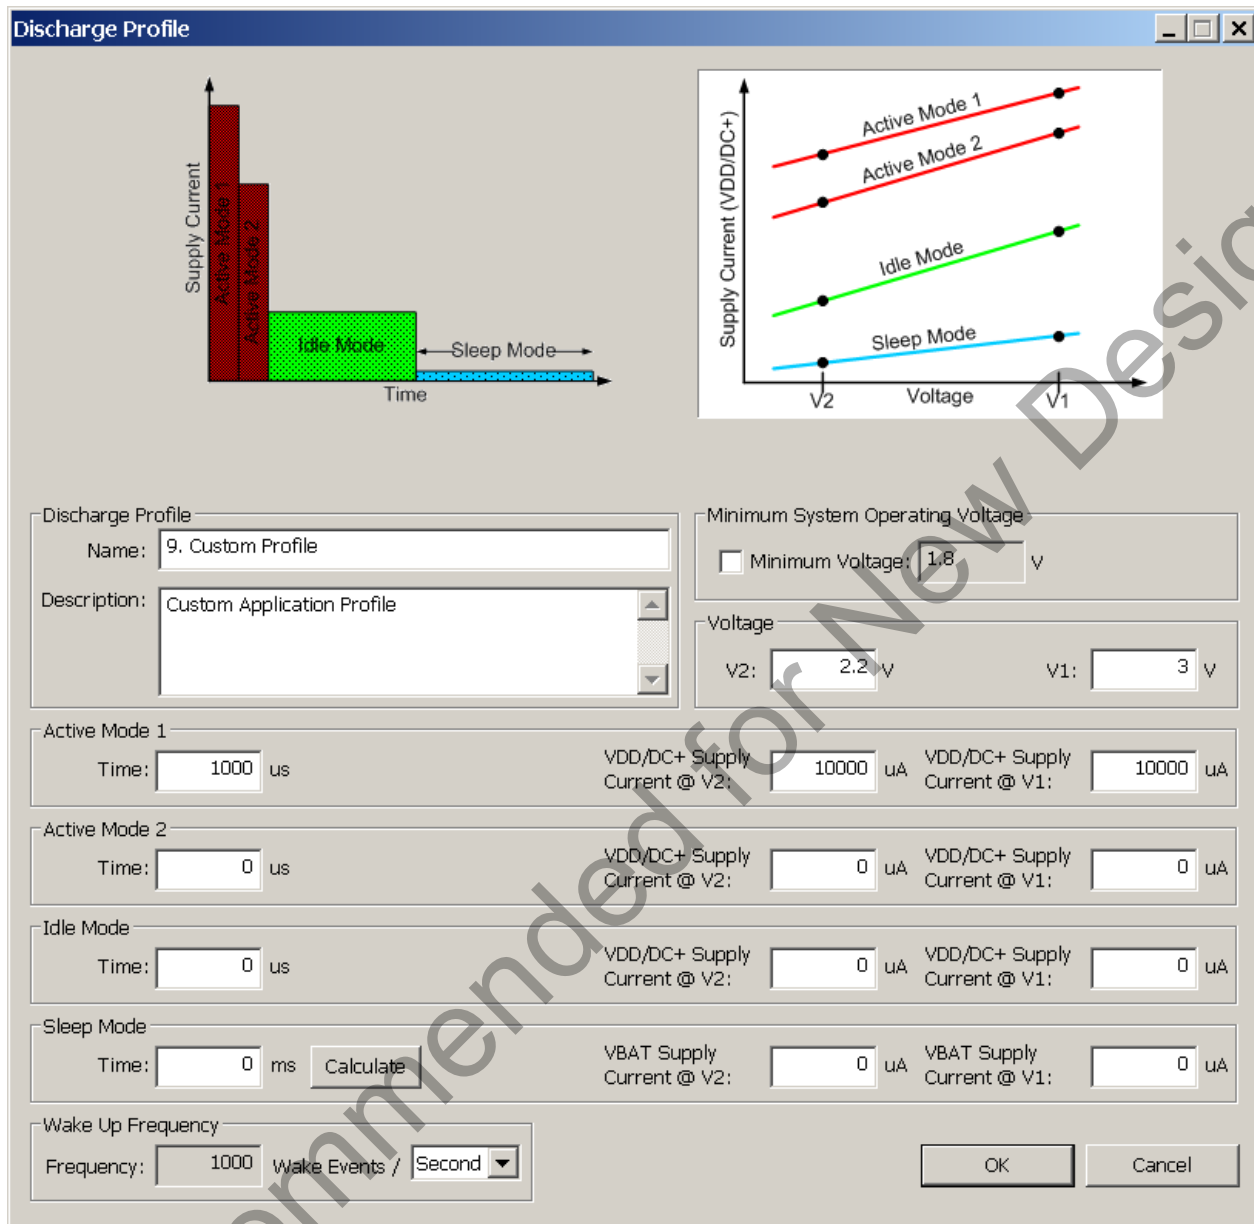 Discharge Profile
Supply Current
Active Mode 1
Active Mode 2
Idle Mode
Sleep Mode
Time
Supply Current (VDD/DC+)
Active Mode 1
Active Mode 2
Idle Mode
Sleep Mode
V2 Voltage V1
Discharge Profile
Name: 9. Custom Profile
Description: Custom Application Profile
Minimum System Operating Voltage
Minimum Voltage: 1.8 V
Voltage
V2: 2.2 V V1: 3 V
Active Mode 1
Time: 1000 us VDD/DC+ Supply Current @ V2: 10000 uA VDD/DC+ Supply Current @ V1: 10000 uA
Active Mode 2
Time: 0 us VDD/DC+ Supply Current @ V2: 0 uA VDD/DC+ Supply Current @ V1: 0 uA
Idle Mode
Time: 0 us VDD/DC+ Supply Current @ V2: 0 uA VDD/DC+ Supply Current @ V1: 0 uA
Sleep Mode
Time: 0 ms Calculate VBAT Supply Current @ V2: 0 uA VBAT Supply Current @ V1: 0 uA
Wake Up Frequency
Frequency: 1000 Wake Events / Second
OK Cancel
for New